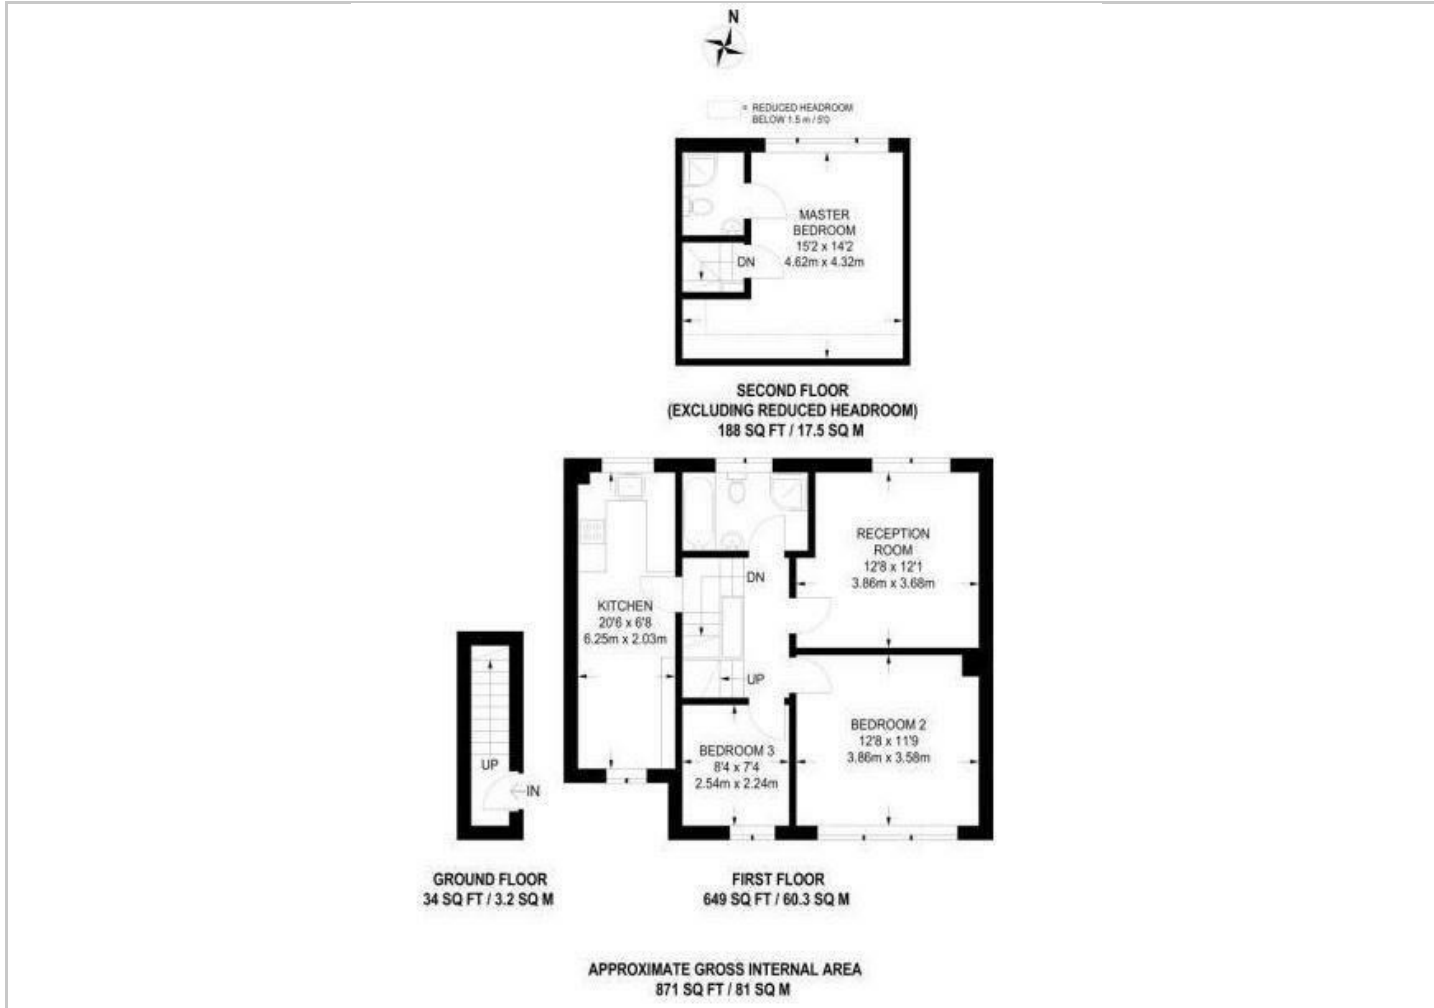 N
= REDUCED HEADROOM
BELOW 1.5 m / 5'0
MASTER
BEDROOM
15'2 x 14'2
4.62m x 4.32m
DN
SECOND FLOOR
(EXCLUDING REDUCED HEADROOM)
188 SQ FT / 17.5 SQ M
RECEPTION
ROOM
12'8 x 12'1
3.86m x 3.68m
DN
KITCHEN
20'6 x 6'8
6.25m x 2.03m
UP
BEDROOM 2
12'8 x 11'9
3.86m x 3.58m
BEDROOM 3
8'4 x 7'4
2.54m x 2.24m
UP
IN
GROUND FLOOR
34 SQ FT / 3.2 SQ M
FIRST FLOOR
649 SQ FT / 60.3 SQ M
APPROXIMATE GROSS INTERNAL AREA
871 SQ FT / 81 SQ M